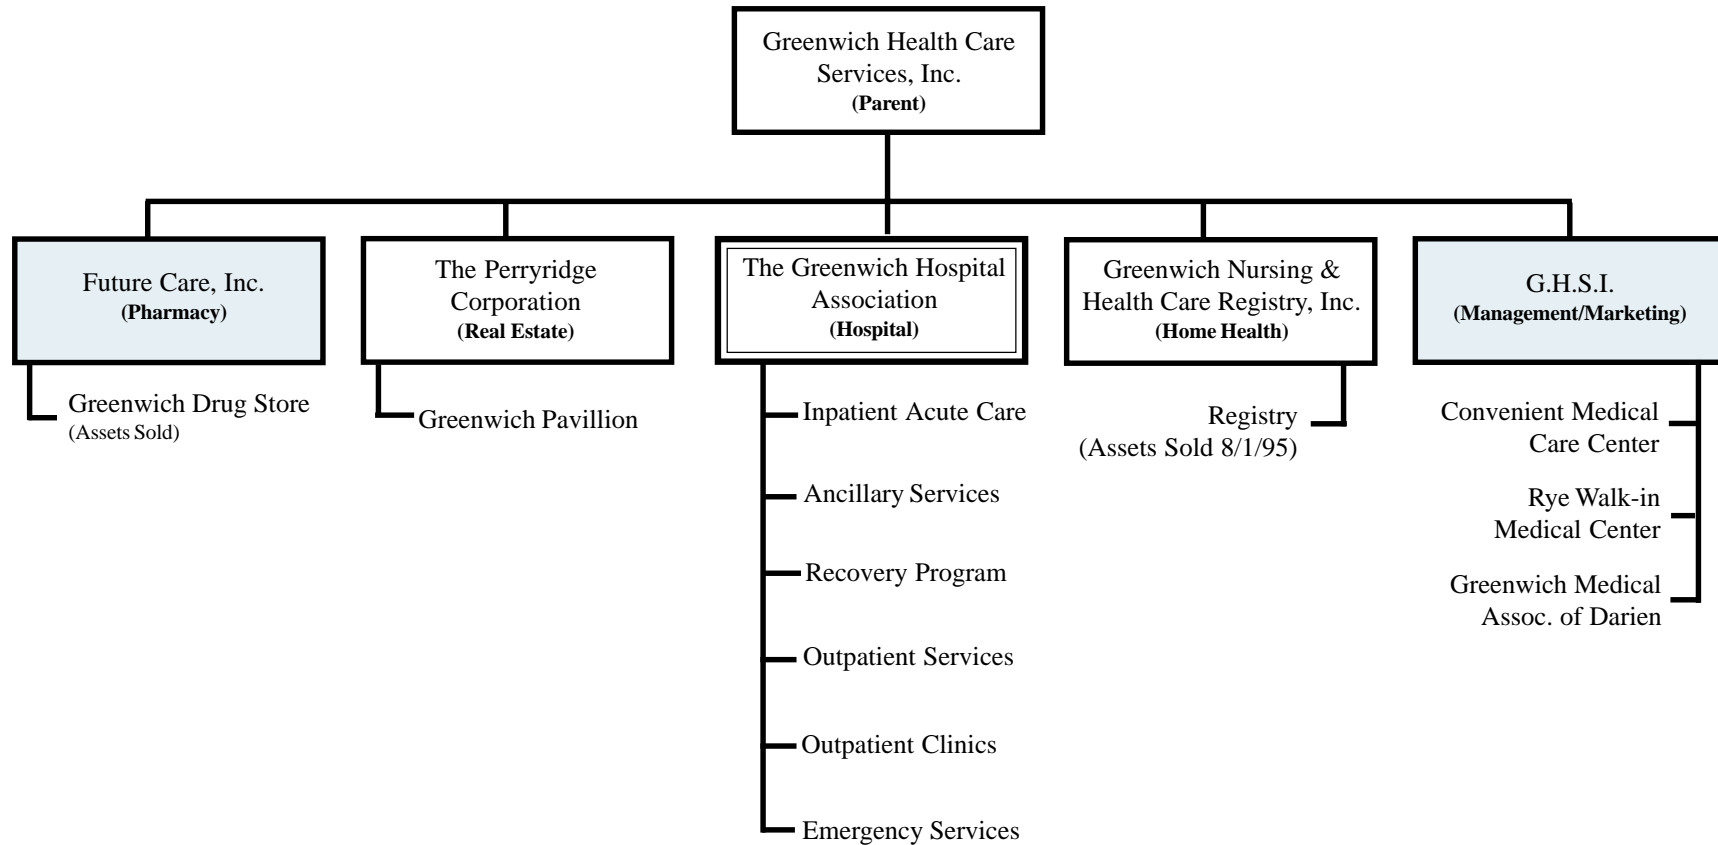 Greenwich Health Care
Services, Inc.
(Parent)
Future Care, Inc.
(Pharmacy)
The Perryridge
Corporation
(Real Estate)
The Greenwich Hospital
Association
(Hospital)
Greenwich Nursing &
Health Care Registry, Inc.
(Home Health)
G.H.S.I.
(Management/Marketing)
Greenwich Drug Store
(Assets Sold)
Greenwich Pavillion
Inpatient Acute Care
Ancillary Services
Recovery Program
Outpatient Services
Outpatient Clinics
Emergency Services
Registry
(Assets Sold 8/1/95)
Convenient Medical
Care Center
Rye Walk-in
Medical Center
Greenwich Medical
Assoc. of Darien